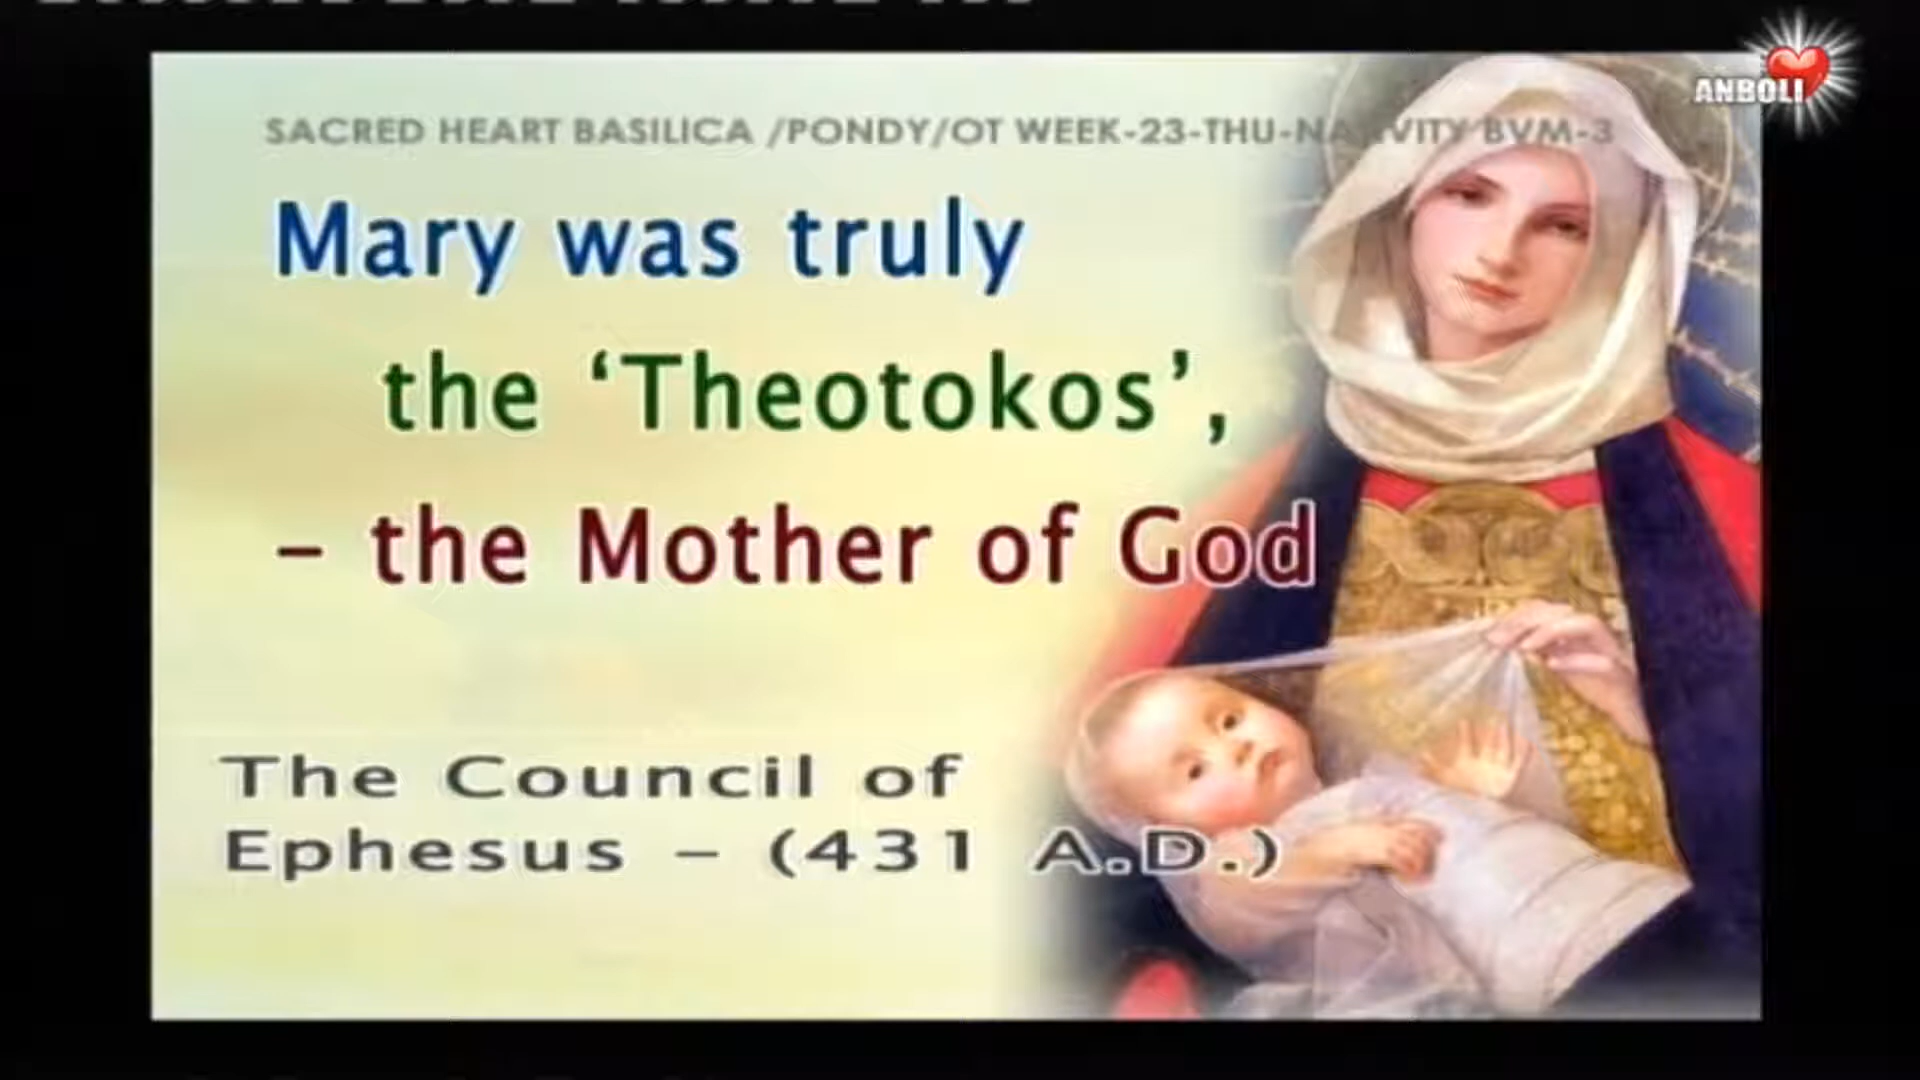 ANBOLI
SACRED HEART BASILICA /PONDY/OT WEEK-23-THU-NATIVITY BVM-3
Mary was truly
the ‘Theotokos’,
– the Mother of God
The Council of
Ephesus – (431 A.D.)